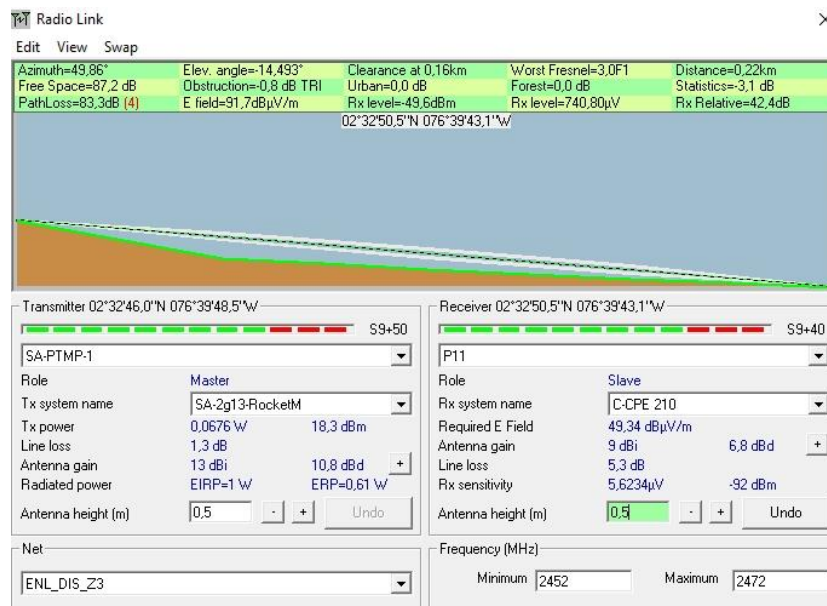 Radio Link
Edit View Swap
Azimuth=49,86° Elev. angle=-14,493° Clearance at 0,16km Worst Fresnel=3,0F1 Distance=0,22km
Free Space=87,2 dB Obstruction=-0,8 dB TRI Urban=0,0 dB Forest=0,0 dB Statistics=-3,1 dB
PathLoss=83,3dB (4) E field=91,7dBµV/m Rx level=-49,6dBm Rx level=740,80µV Rx Relative=42,4dB
02°32'50,5"N 076°39'43,1"W
Transmitter 02°32'46,0"N 076°39'48,5"W
S9+50
SA-PTMP-1
Role Master
Tx system name SA-2g13-RocketM
Tx power 0,0676 W 18,3 dBm
Line loss 1,3 dB
Antenna gain 13 dBi 10,8 dBd +
Radiated power EIRP=1 W ERP=0,61 W
Antenna height (m) 0,5 - + Undo
Net
ENL_DIS_Z3
Receiver 02°32'50,5"N 076°39'43,1"W
S9+40
P11
Role Slave
Rx system name C-CPE 210
Required E Field 49,34 dBµV/m
Antenna gain 9 dBi 6,8 dBd +
Line loss 5,3 dB
Rx sensitivity 5,6234µV -92 dBm
Antenna height (m) 0,5 - + Undo
Frequency (MHz)
Minimum 2452 Maximum 2472